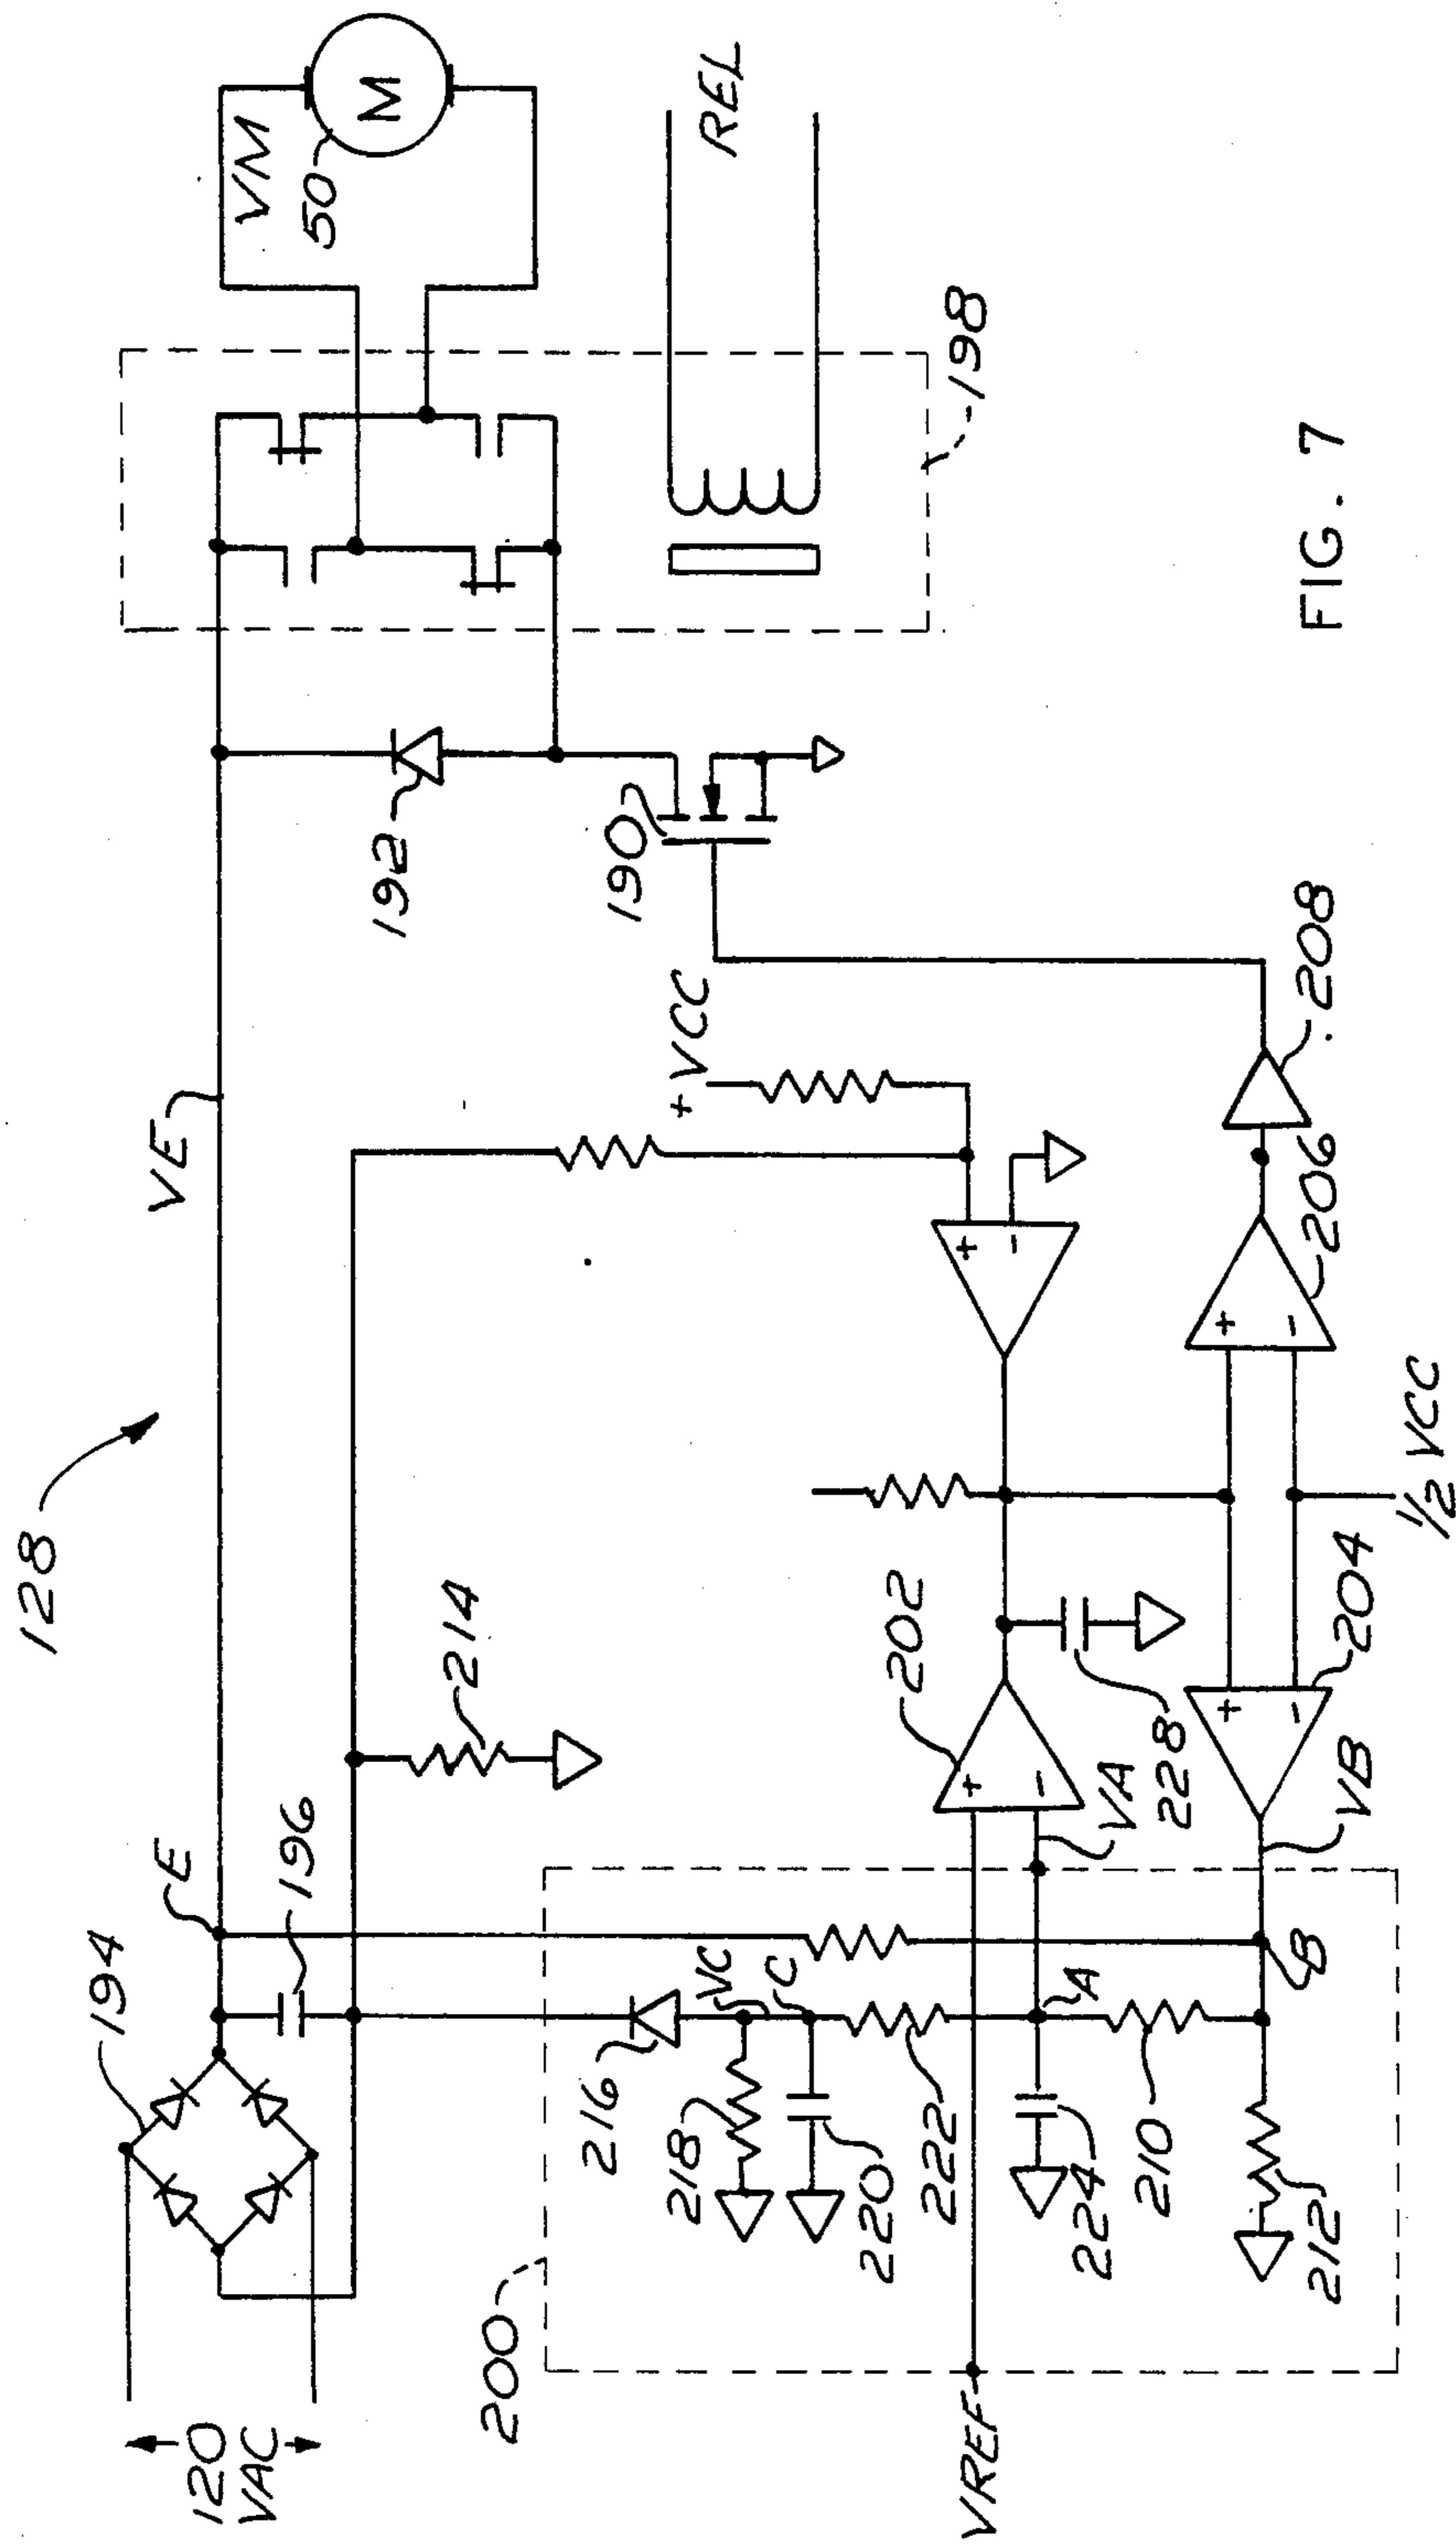 128
VE
VM
50
M
E
194
196
192
120
VAC
214
+VCC
190
REL
198
200
216
VC
C
218
220
222
202
+
-
+
-
VREF
VA
A
224
228
210
212
B
VB
204
+
-
+
-
206
208
1/2 VCC
FIG. 7